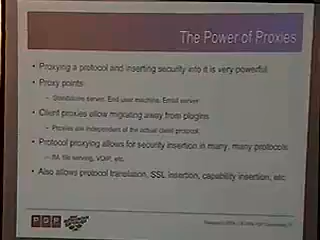 The Power of Proxies
• Proxying a protocol and inserting security into it is very powerful
• Proxy points
– Standalone server, End user machine, Email server
• Client proxies allow migrating away from plugins
– Proxies are independent of the actual client protocol
• Protocol proxying allows for security insertion in many, many protocols
– IM, file serving, VOIP, etc.
• Also allows protocol translation, SSL insertion, capability insertion, etc.
PGP